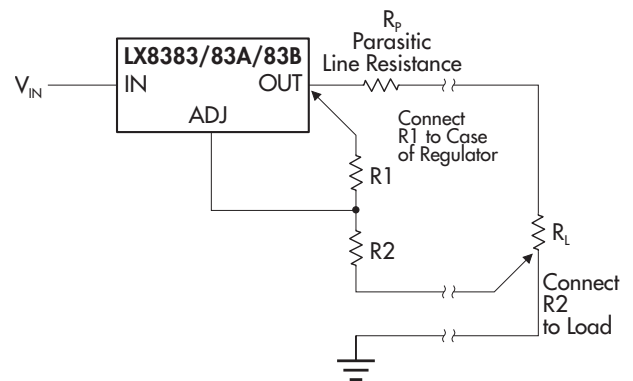 R_P
Parasitic
Line Resistance
LX8383/83A/83B
V_IN
IN
OUT
ADJ
Connect
R1 to Case
of Regulator
R1
R2
R_L
Connect
R2
to Load